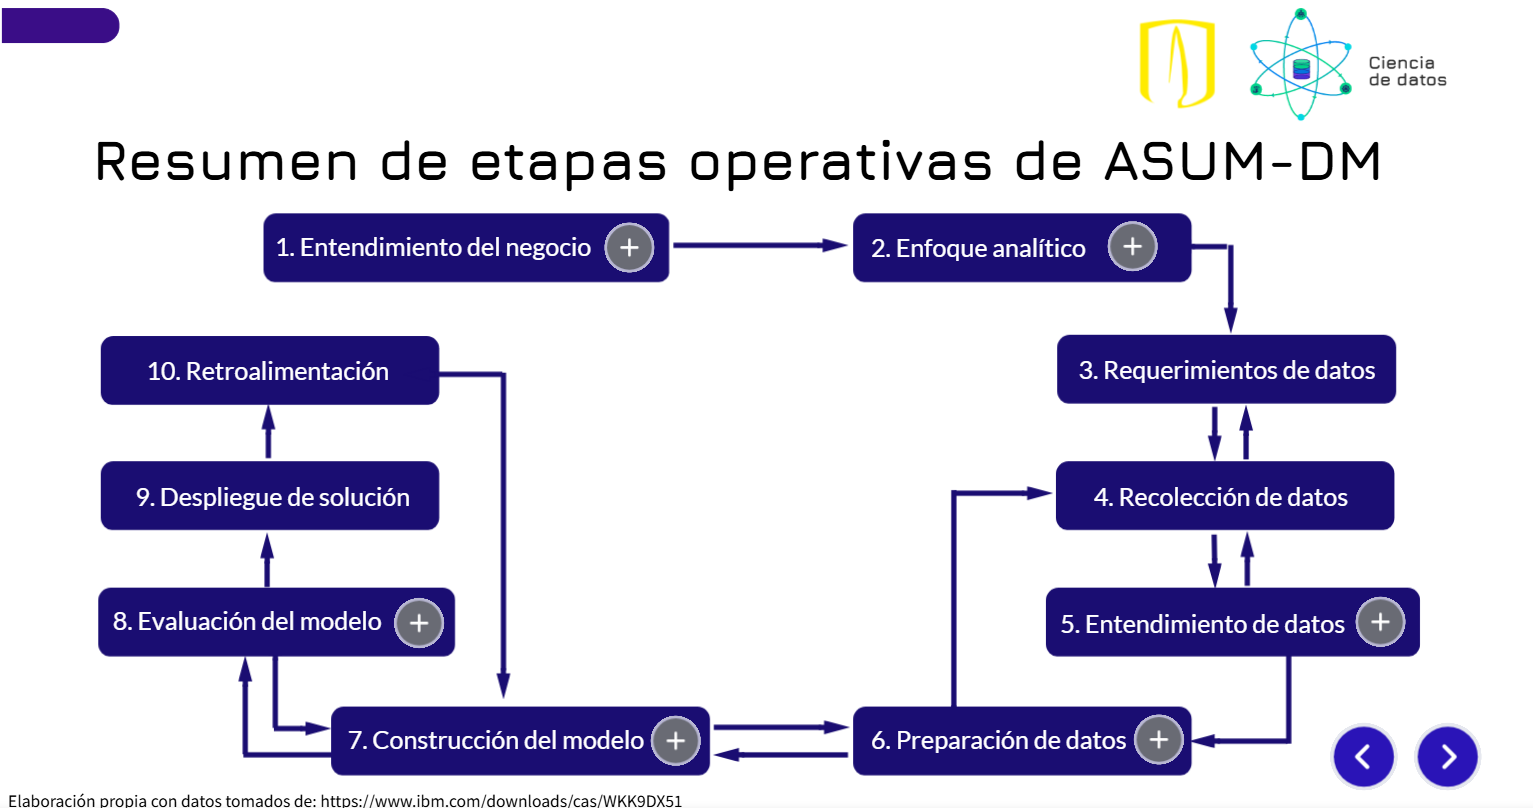 Ciencia
de datos
Resumen de etapas operativas de ASUM-DM
1. Entendimiento del negocio
2. Enfoque analítico
3. Requerimientos de datos
4. Recolección de datos
5. Entendimiento de datos
6. Preparación de datos
7. Construcción del modelo
8. Evaluación del modelo
9. Despliegue de solución
10. Retroalimentación
Elaboración propia con datos tomados de: https://www.ibm.com/downloads/cas/WKK9DX51